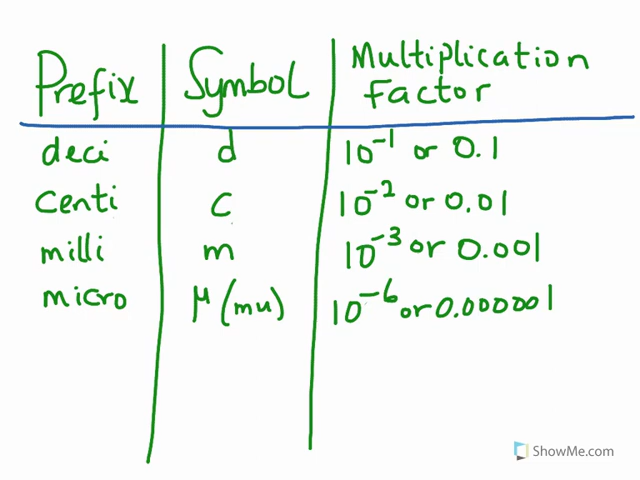 Prefix Symbol Multiplication Factor
deci d 10⁻¹ or 0.1
centi c 10⁻² or 0.01
milli m 10⁻³ or 0.001
micro μ (mu) 10⁻⁶ or 0.000001
ShowMe.com